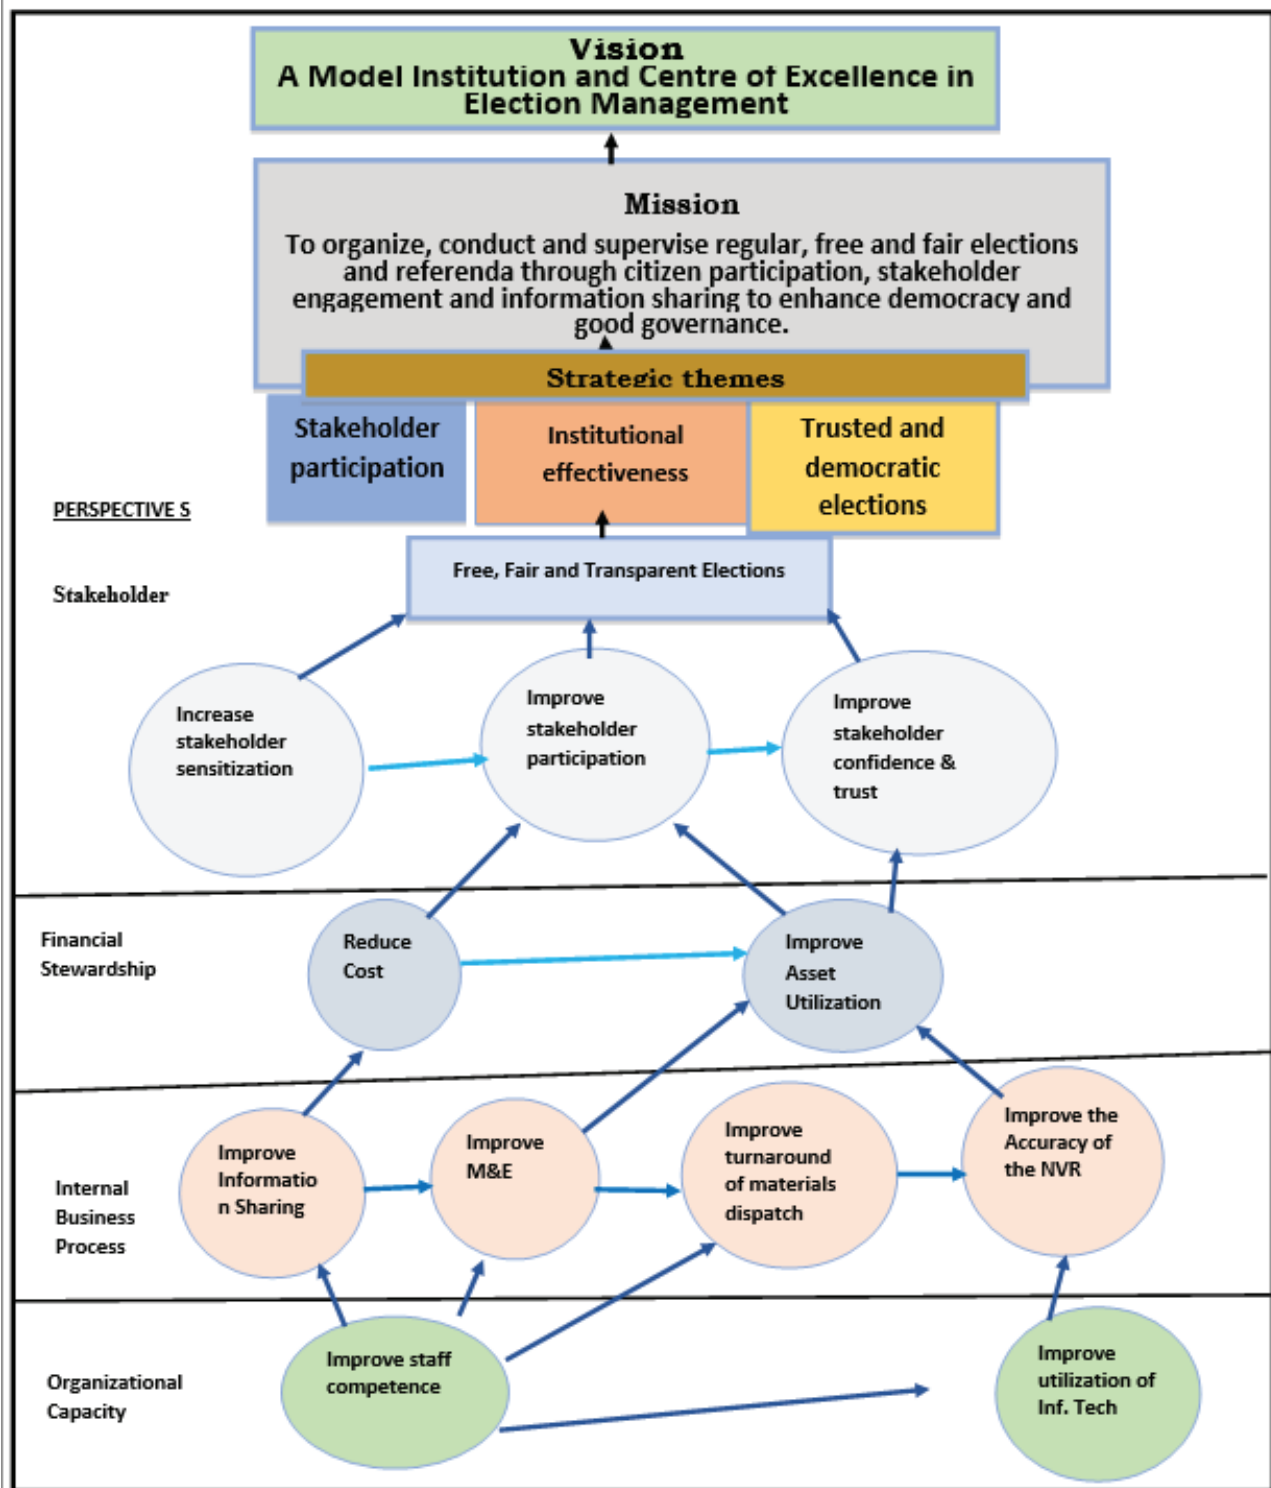 Vision
A Model Institution and Centre of Excellence in
Election Management
Mission
To organize, conduct and supervise regular, free and fair elections
and referenda through citizen participation, stakeholder
engagement and information sharing to enhance democracy and
good governance.
Strategic themes
Stakeholder
participation
Institutional
effectiveness
Trusted and
democratic
elections
PERSPECTIVE S
Stakeholder
Free, Fair and Transparent Elections
Increase
stakeholder
sensitization
Improve
stakeholder
participation
Improve
stakeholder
confidence &
trust
Financial
Stewardship
Reduce
Cost
Improve
Asset
Utilization
Internal
Business
Process
Improve
Informatio
n Sharing
Improve
M&E
Improve
turnaround
of materials
dispatch
Improve the
Accuracy of
the NVR
Organizational
Capacity
Improve staff
competence
Improve
utilization of
Inf. Tech